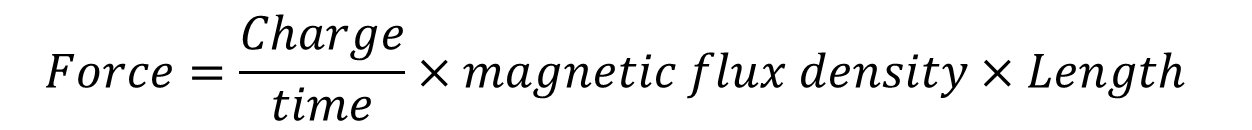 Force = Charge/time × magnetic flux density × Length